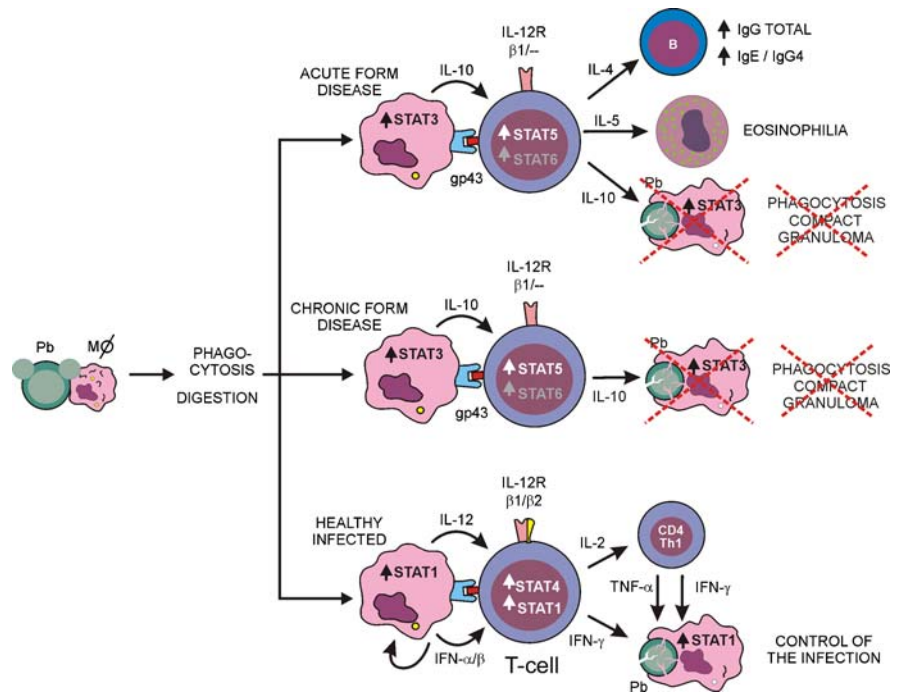 IL-12R
β1/--
ACUTE FORM
DISEASE
IL-10
STAT3
gp43
STAT5
STAT6
IL-4
B
IgG TOTAL
IgE / IgG4
IL-5
EOSINOPHILIA
IL-10
Pb
STAT3
PHAGOCYTOSIS
COMPACT
GRANULOMA
IL-12R
β1/--
CHRONIC FORM
DISEASE
IL-10
STAT3
gp43
STAT5
STAT6
IL-10
Pb
STAT3
PHAGOCYTOSIS
COMPACT
GRANULOMA
Pb
MØ
PHAGO-
CYTOSIS
DIGESTION
IL-12R
β1/β2
HEALTHY
INFECTED
IL-12
STAT1
IFN-α/β
STAT4
STAT1
T-cell
IL-2
CD4
Th1
TNF-α
IFN-γ
IFN-γ
STAT1
Pb
CONTROL OF
THE INFECTION